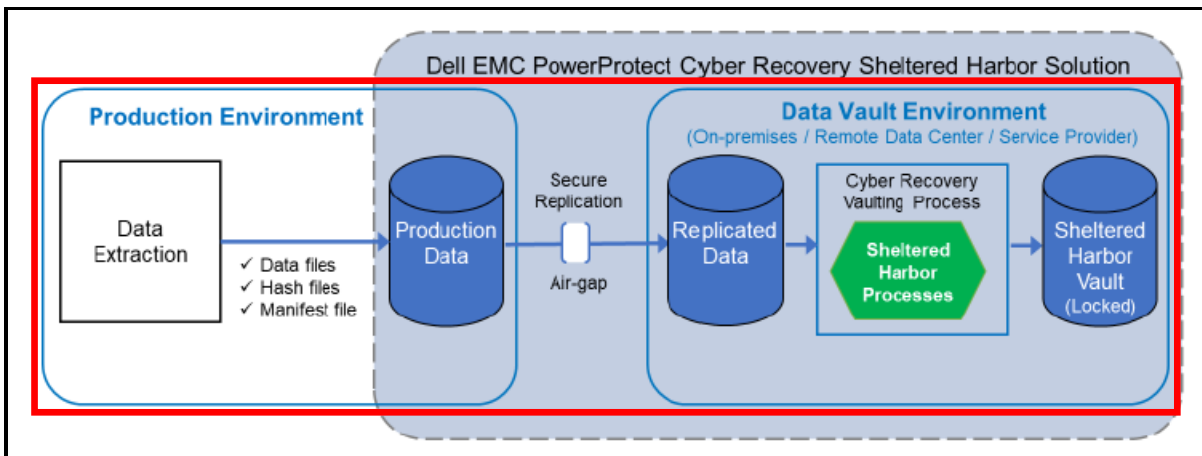 Dell EMC PowerProtect Cyber Recovery Sheltered Harbor Solution
Production Environment
Data
Extraction
✓ Data files
✓ Hash files
✓ Manifest file
Production
Data
Secure
Replication
Air-gap
Data Vault Environment
(On-premises / Remote Data Center / Service Provider)
Replicated
Data
Cyber Recovery
Vaulting Process
Sheltered
Harbor
Processes
Sheltered
Harbor
Vault
(Locked)